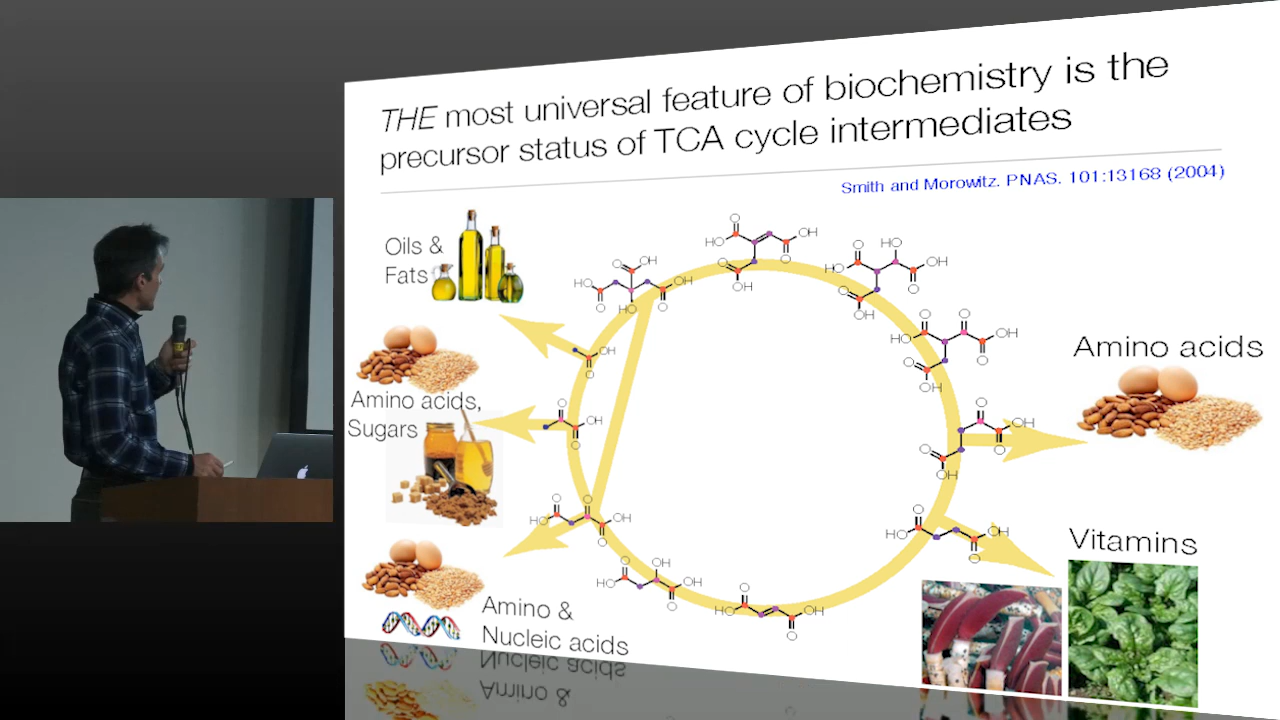 THE most universal feature of biochemistry is the
precursor status of TCA cycle intermediates
Smith and Morowitz. PNAS. 101:13168 (2004)
Oils &
Fats
Amino acids,
Sugars
Amino &
Nucleic acids
Amino acids
Vitamins